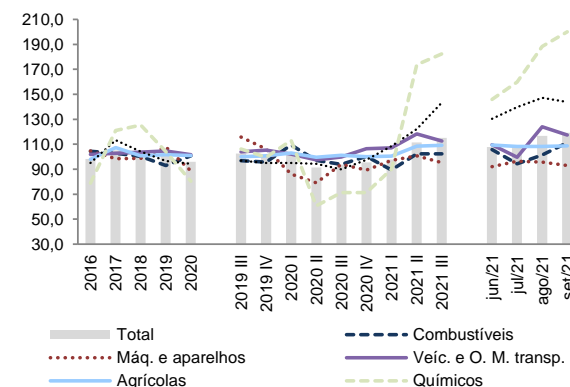 210,0
190,0
170,0
150,0
130,0
110,0
90,0
70,0
50,0
30,0
2016
2017
2018
2019
2020
2019 III
2019 IV
2020 I
2020 II
2020 III
2020 IV
2021 I
2021 II
2021 III
jun/21
jul/21
ago/21
set/21
Total
Combustíveis
Máq. e aparelhos
Veíc. e O. M. transp.
Agrícolas
Químicos